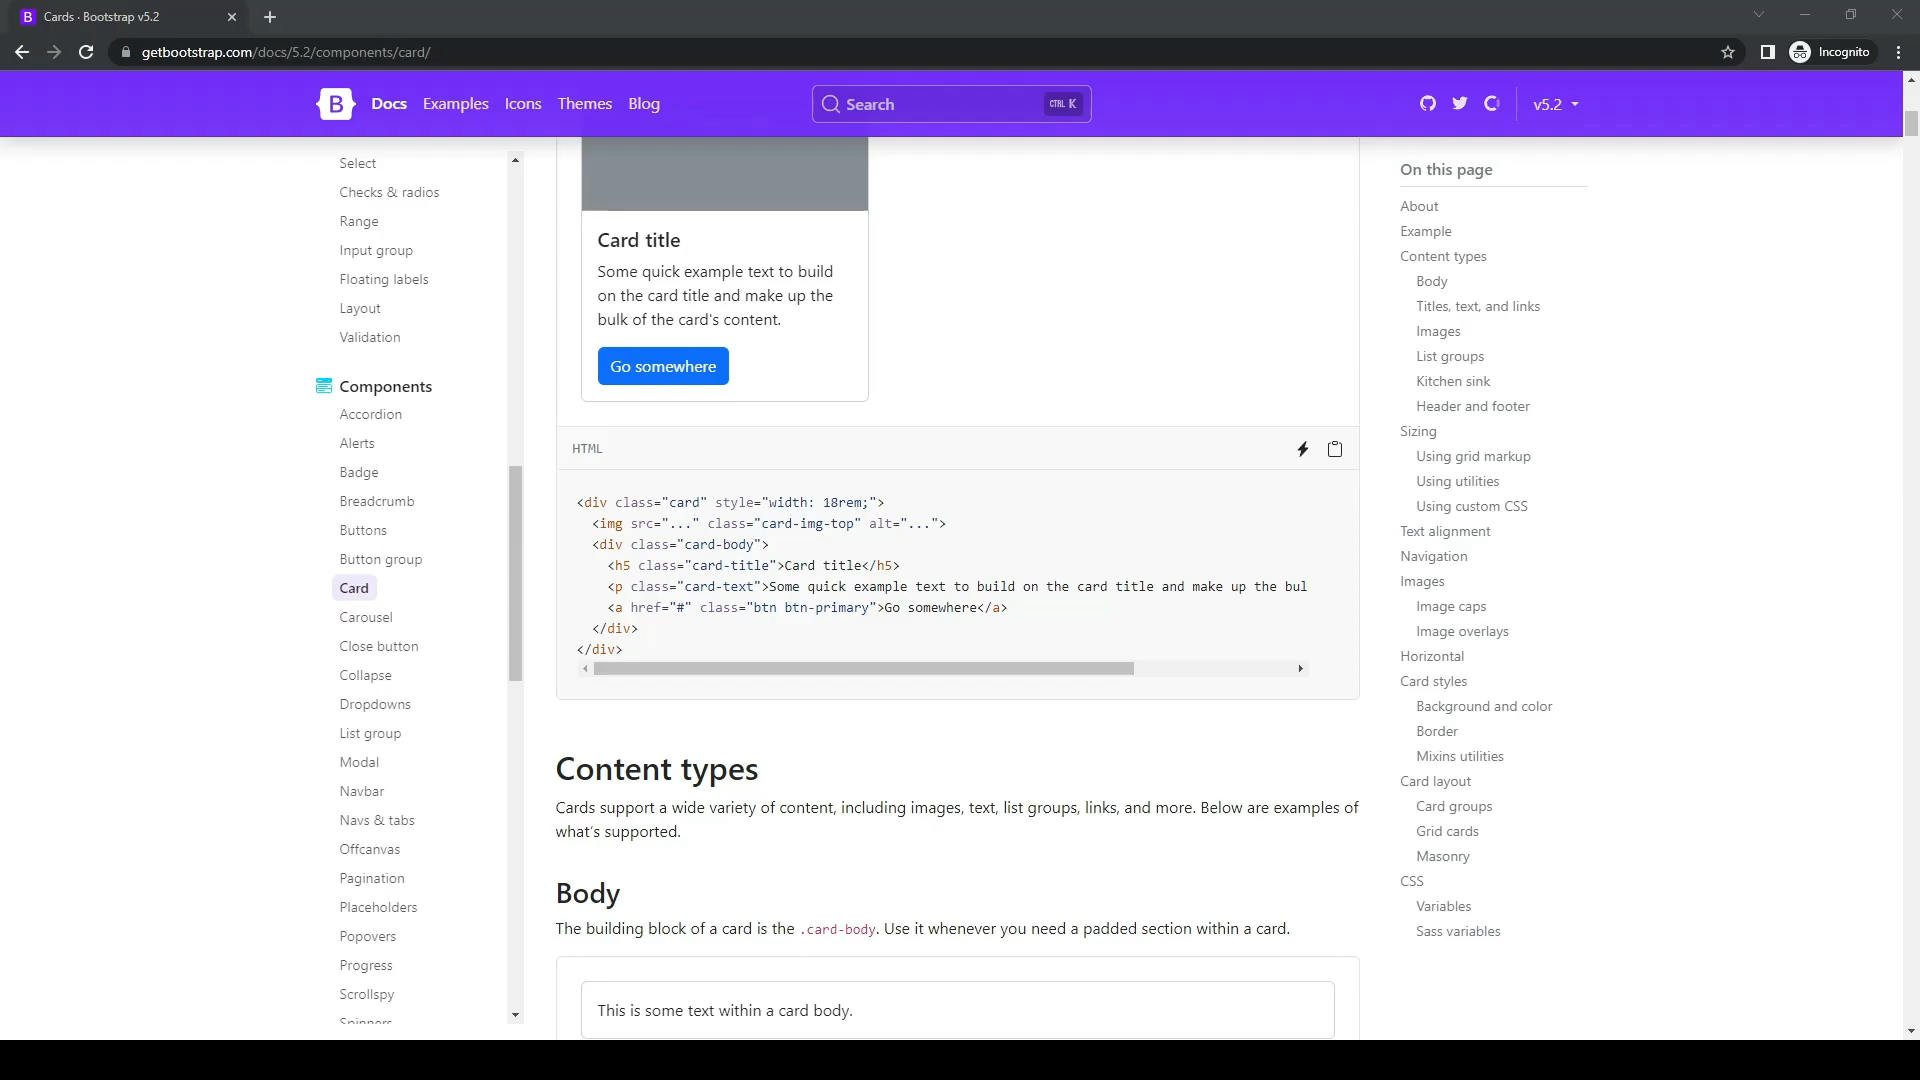 Cards · Bootstrap v5.2
getbootstrap.com/docs/5.2/components/card/
Incognito
B
Docs
Examples
Icons
Themes
Blog
Search
CTRL K
v5.2
Select
Checks & radios
Range
Input group
Floating labels
Layout
Validation
Components
Accordion
Alerts
Badge
Breadcrumb
Buttons
Button group
Card
Carousel
Close button
Collapse
Dropdowns
List group
Modal
Navbar
Navs & tabs
Offcanvas
Pagination
Placeholders
Popovers
Progress
Scrollspy
Spinners
Card title
Some quick example text to build
on the card title and make up the
bulk of the card's content.
Go somewhere
HTML
<div class="card" style="width: 18rem;">
  <img src="..." class="card-img-top" alt="...">
  <div class="card-body">
    <h5 class="card-title">Card title</h5>
    <p class="card-text">Some quick example text to build on the card title and make up the bul
    <a href="#" class="btn btn-primary">Go somewhere</a>
  </div>
</div>
Content types
Cards support a wide variety of content, including images, text, list groups, links, and more. Below are examples of
what’s supported.
Body
The building block of a card is the .card-body. Use it whenever you need a padded section within a card.
This is some text within a card body.
On this page
About
Example
Content types
Body
Titles, text, and links
Images
List groups
Kitchen sink
Header and footer
Sizing
Using grid markup
Using utilities
Using custom CSS
Text alignment
Navigation
Images
Image caps
Image overlays
Horizontal
Card styles
Background and color
Border
Mixins utilities
Card layout
Card groups
Grid cards
Masonry
CSS
Variables
Sass variables